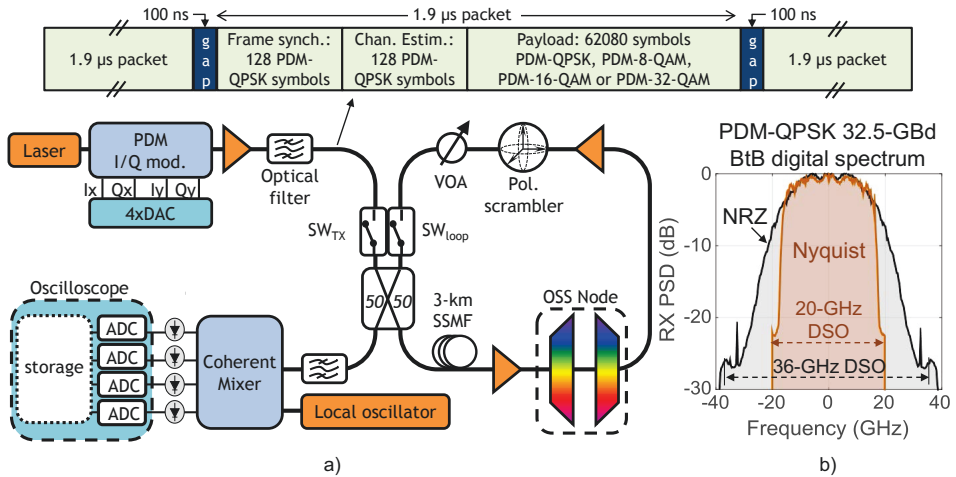 100 ns
1.9 µs packet
100 ns
1.9 µs packet
gap
Frame synch.:
128 PDM-
QPSK symbols
Chan. Estim.:
128 PDM-
QPSK symbols
Payload: 62080 symbols
PDM-QPSK, PDM-8-QAM,
PDM-16-QAM or PDM-32-QAM
gap
1.9 µs packet
Laser
PDM
I/Q mod.
Ix Qx Iy Qy
4xDAC
Optical
filter
VOA
Pol.
scrambler
SWTX
SWloop
50 50
3-km
SSMF
OSS Node
Oscilloscope
storage
ADC
ADC
ADC
ADC
Coherent
Mixer
Local oscillator
a)
PDM-QPSK 32.5-GBd
BtB digital spectrum
RX PSD (dB)
0
-10
-20
-30
NRZ
Nyquist
20-GHz
DSO
36-GHz DSO
-40 -20 0 20 40
Frequency (GHz)
b)